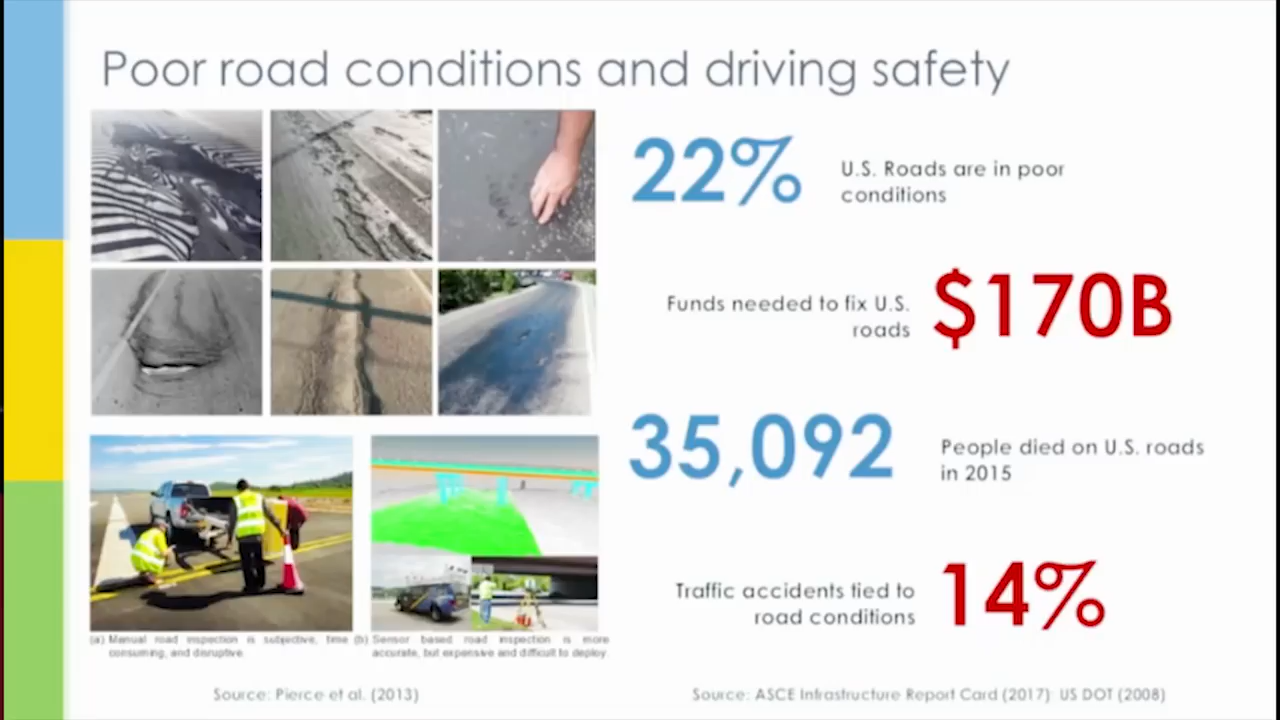 Poor road conditions and driving safety
22%
U.S. Roads are in poor
conditions
Funds needed to fix U.S.
roads
$170B
35,092
People died on U.S. roads
in 2015
Traffic accidents tied to
road conditions
14%
(a) Manual road inspection is subjective, time
consuming, and disruptive.
(b) Sensor based road inspection is more
accurate, but expensive and difficult to deploy.
Source: Pierce et al. (2013)
Source: ASCE Infrastructure Report Card (2017) US DOT (2008)